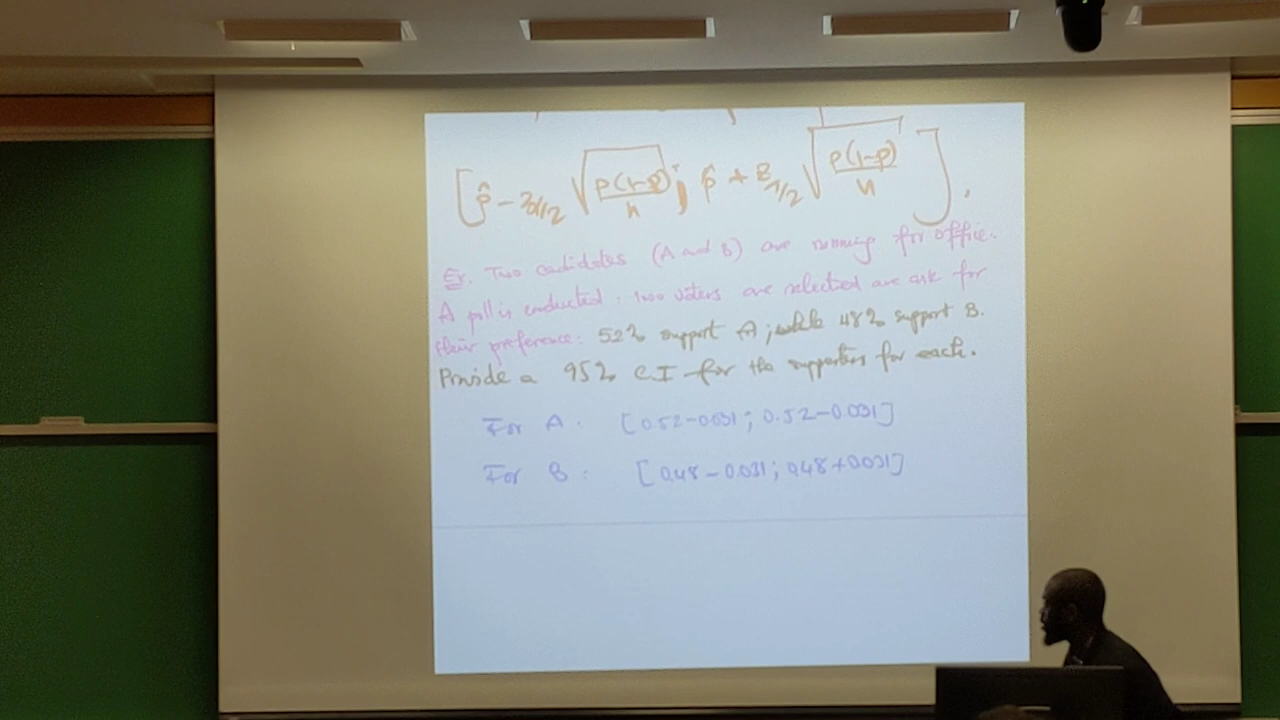 [p̂ - z_{α/2} √(p(1-p)/n) ; p̂ + z_{α/2} √(p(1-p)/n) ] .
Ex. Two cadidates (A and B) are running for office.
A poll is conducted. 1000 voters are selected are ask for
their preference: 52% support A ; while 48% support B.
Provide a 95% CI for the supporters for each.
For A : [0.52-0.031 ; 0.52-0.031]
For B : [0.48-0.031 ; 0.48+0.031]